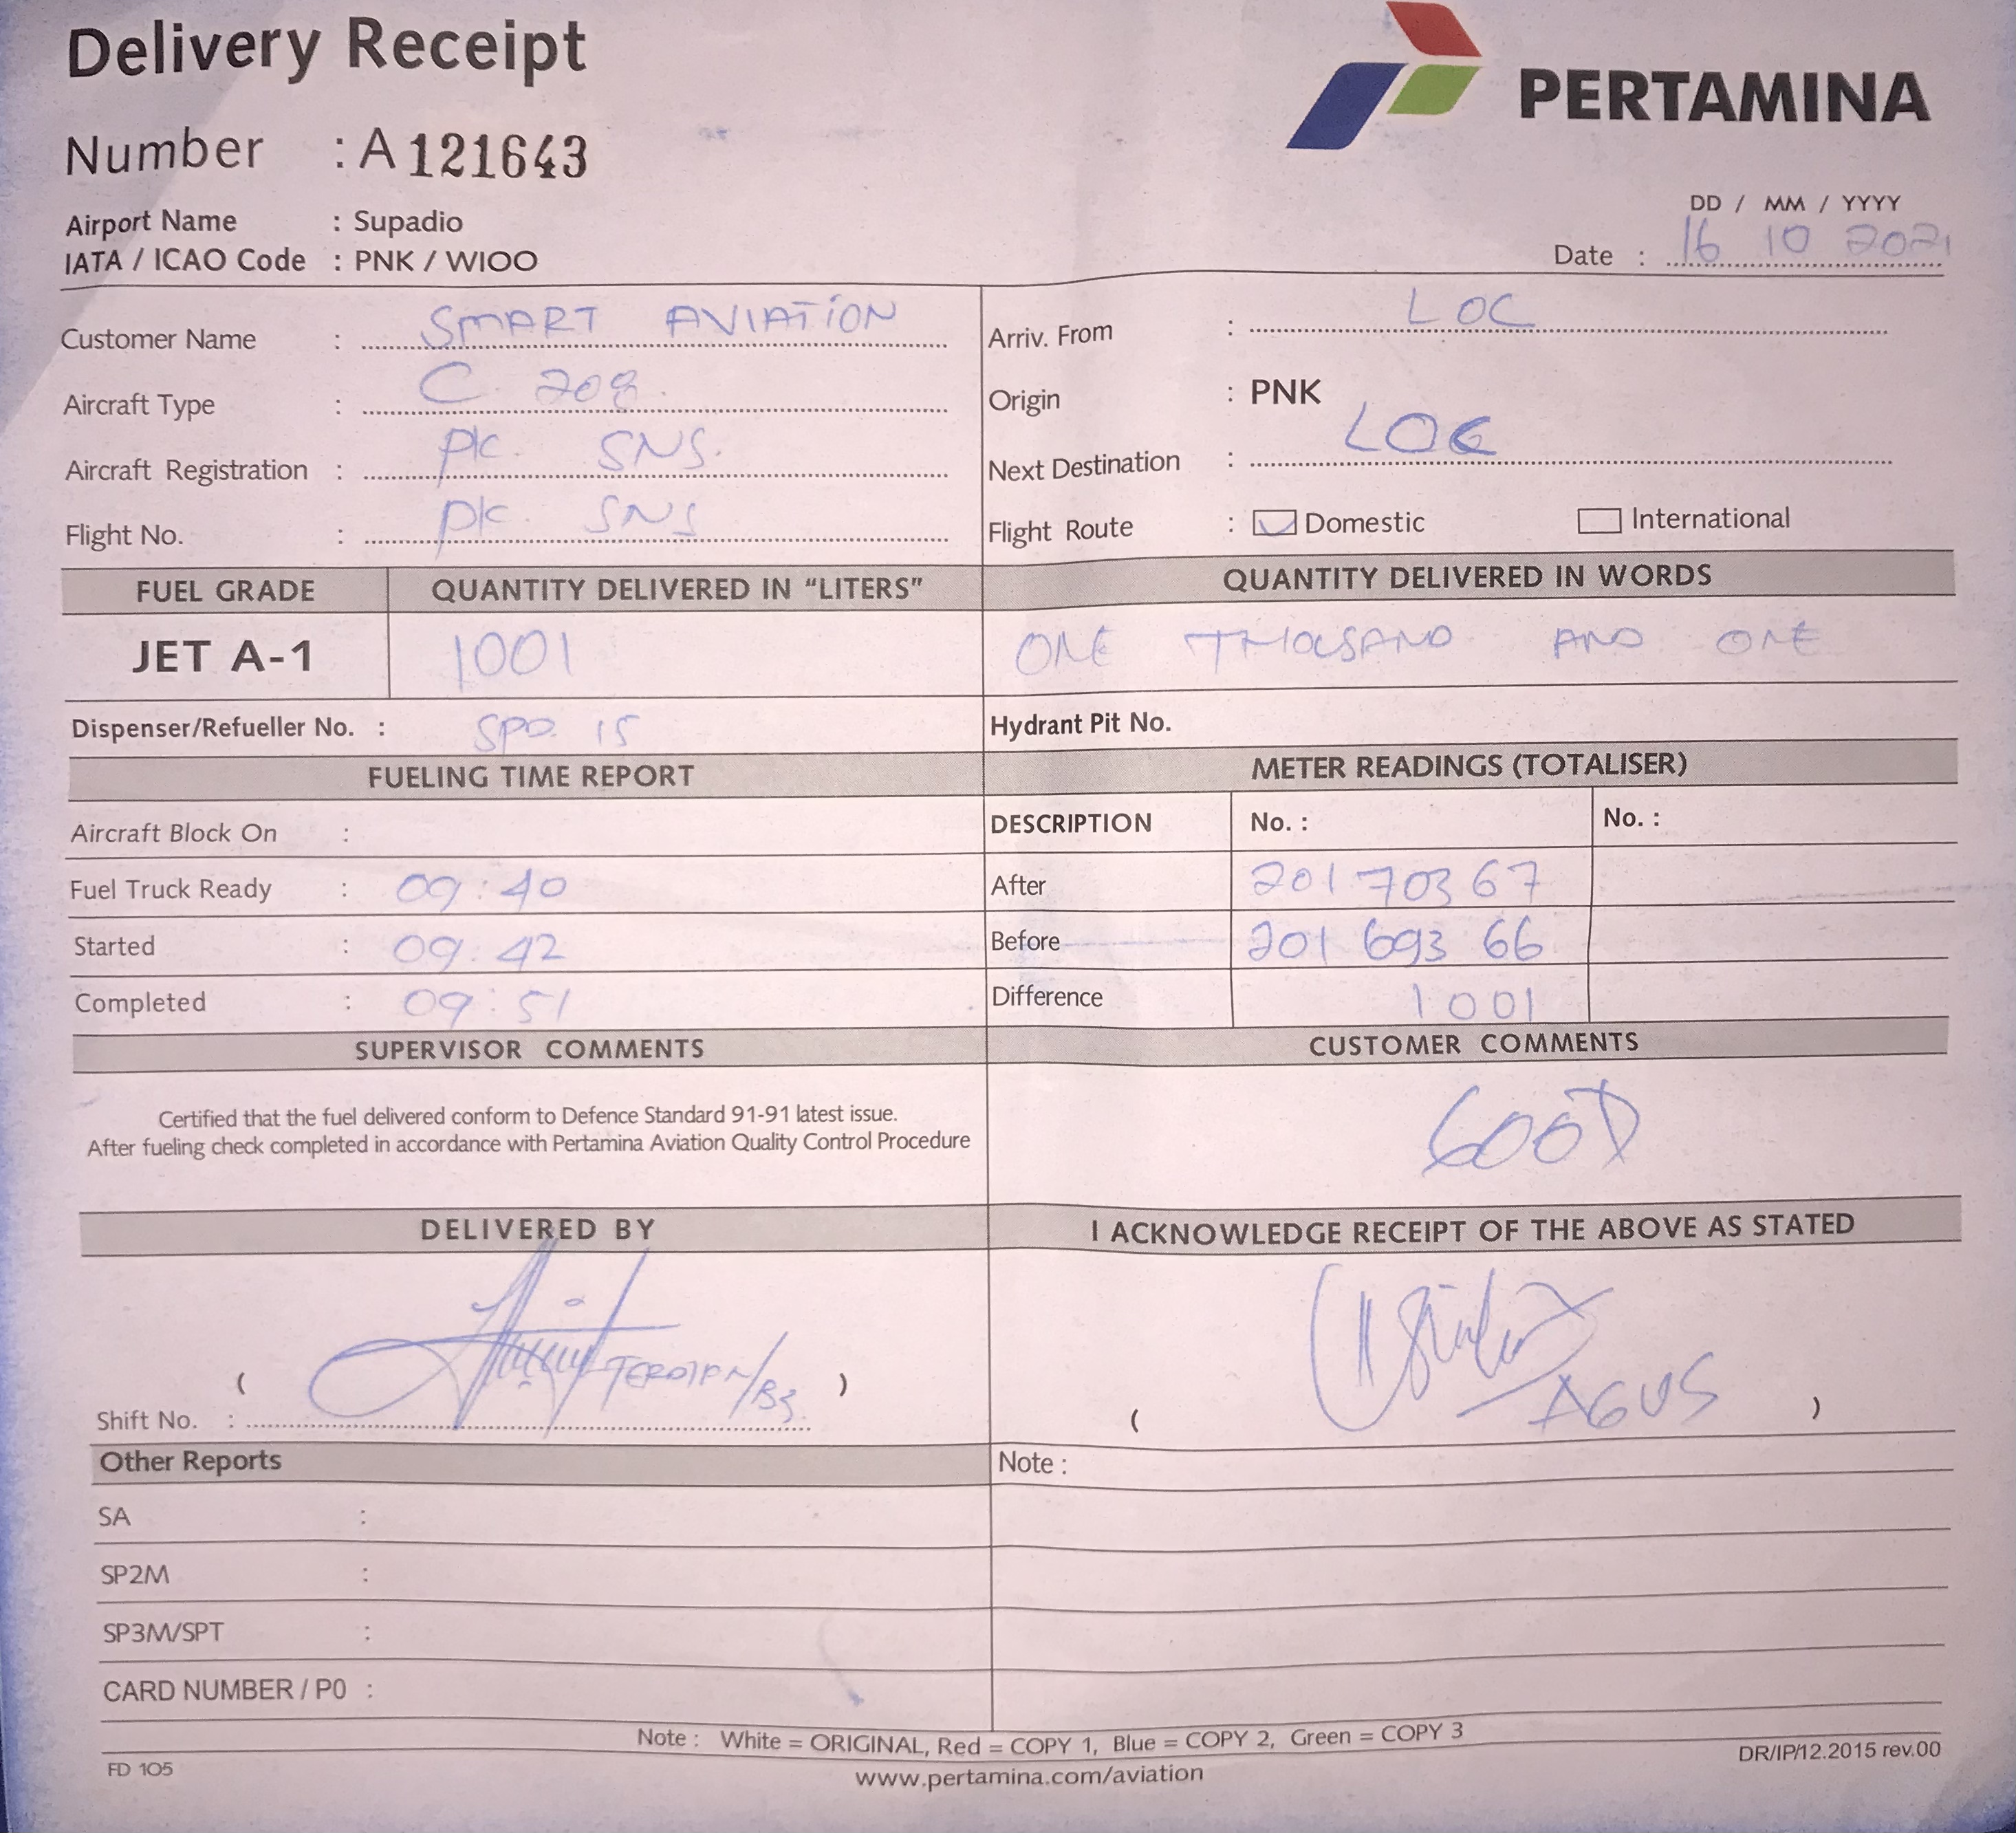 Delivery Receipt
PERTAMINA
Number : A 121643
Airport Name : Supadio
IATA / ICAO Code : PNK / WIOO
DD / MM / YYYY
Date : 16 10 2021
Customer Name : SMART AVIATION
Arriv. From : LOC
Aircraft Type : C. 208.
Origin : PNK
Aircraft Registration : PK. SNS.
Next Destination : LOC
Flight No. : PK. SNS
Flight Route : Domestic International
FUEL GRADE QUANTITY DELIVERED IN "LITERS" QUANTITY DELIVERED IN WORDS
JET A-1 1001 ONE THOUSAND AND ONE
Dispenser/Refueller No. : SPD. 15 Hydrant Pit No.
FUELING TIME REPORT METER READINGS (TOTALISER)
Aircraft Block On : DESCRIPTION No. : No. :
Fuel Truck Ready : 09:40 After 201 703 67
Started : 09:42 Before 201 693 66
Completed : 09:51 Difference 1001
SUPERVISOR COMMENTS CUSTOMER COMMENTS
Certified that the fuel delivered conform to Defence Standard 91-91 latest issue.
After fueling check completed in accordance with Pertamina Aviation Quality Control Procedure
GOOD
DELIVERED BY I ACKNOWLEDGE RECEIPT OF THE ABOVE AS STATED
( )
Shift No. :
( AGUS )
Other Reports Note :
SA :
SP2M :
SP3M/SPT :
CARD NUMBER / P0 :
Note : White = ORIGINAL, Red = COPY 1, Blue = COPY 2, Green = COPY 3
FD 105 www.pertamina.com/aviation DR/IP/12.2015 rev.00